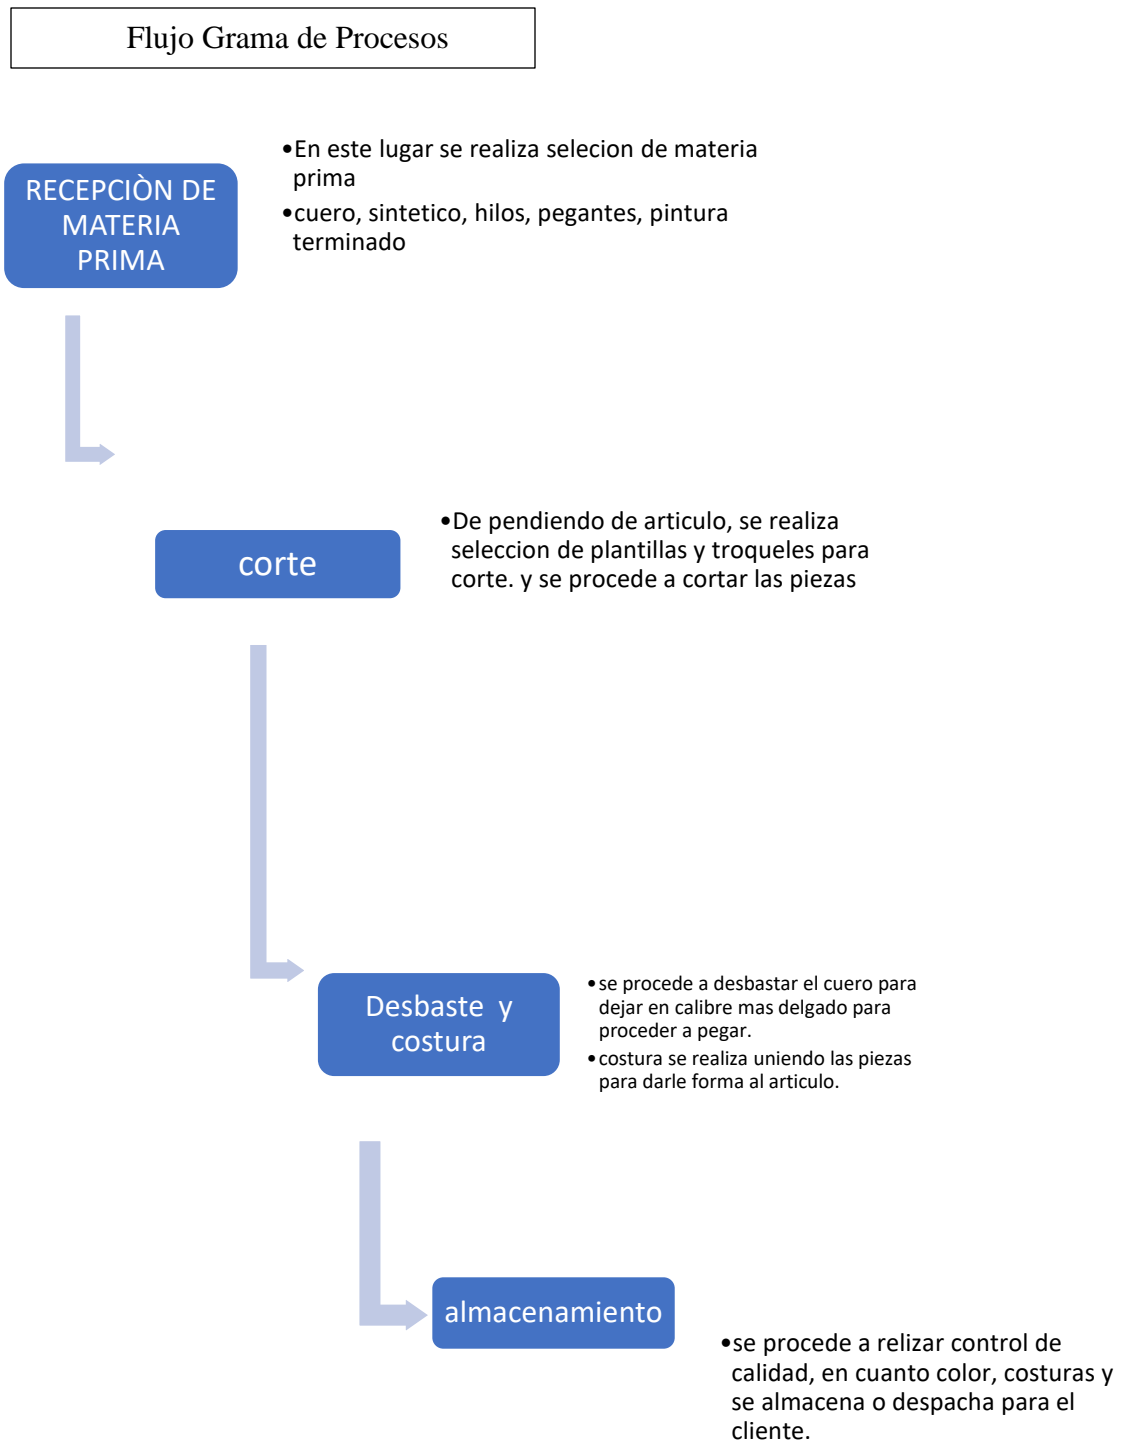 Flujo Grama de Procesos
RECEPCIÒN DE
MATERIA
PRIMA
•En este lugar se realiza selecion de materia
prima
•cuero, sintetico, hilos, pegantes, pintura
terminado
corte
•De pendiendo de articulo, se realiza
seleccion de plantillas y troqueles para
corte. y se procede a cortar las piezas
Desbaste y
costura
•se procede a desbastar el cuero para
dejar en calibre mas delgado para
proceder a pegar.
•costura se realiza uniendo las piezas
para darle forma al articulo.
almacenamiento
•se procede a relizar control de
calidad, en cuanto color, costuras y
se almacena o despacha para el
cliente.